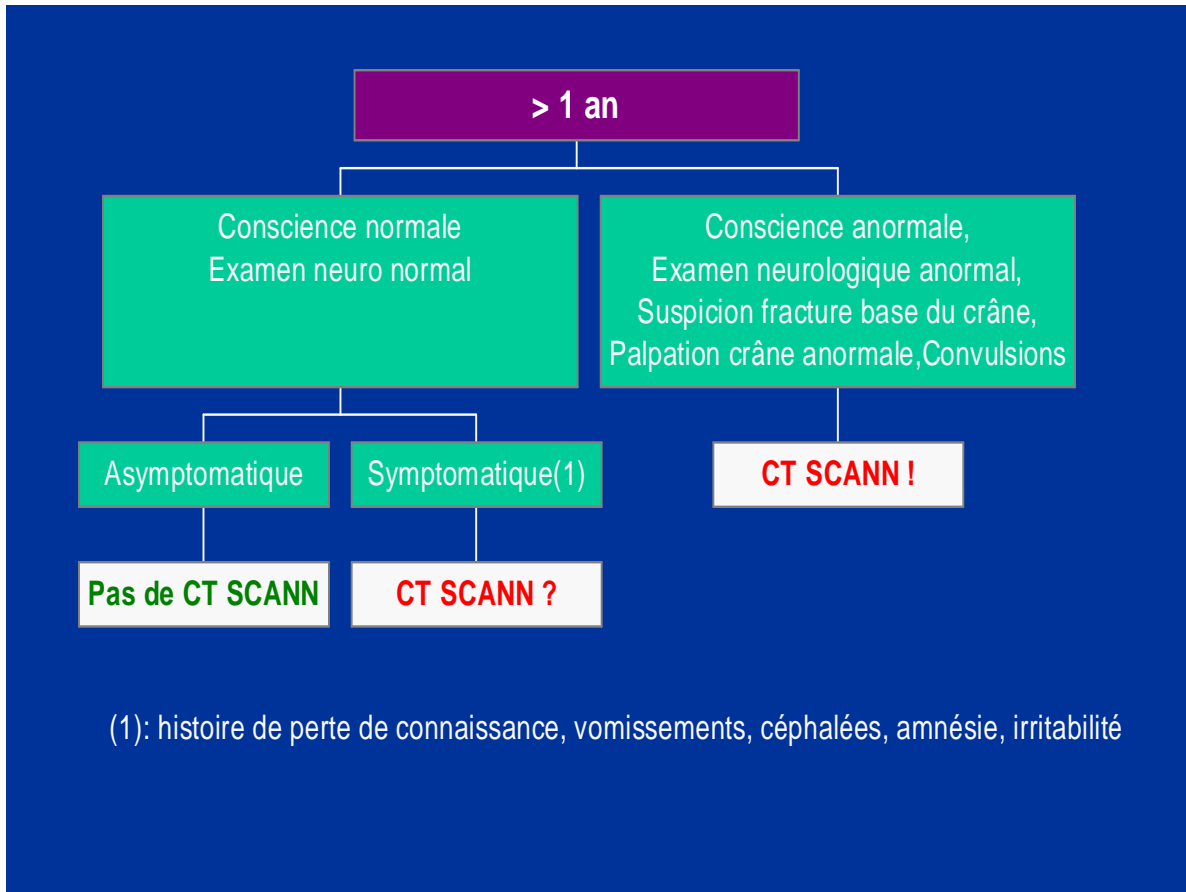 > 1 an
Conscience normale
Examen neuro normal
Conscience anormale,
Examen neurologique anormal,
Suspicion fracture base du crâne,
Palpation crâne anormale,Convulsions
Asymptomatique
Symptomatique(1)
CT SCANN !
Pas de CT SCANN
CT SCANN ?
(1): histoire de perte de connaissance, vomissements, céphalées, amnésie, irritabilité